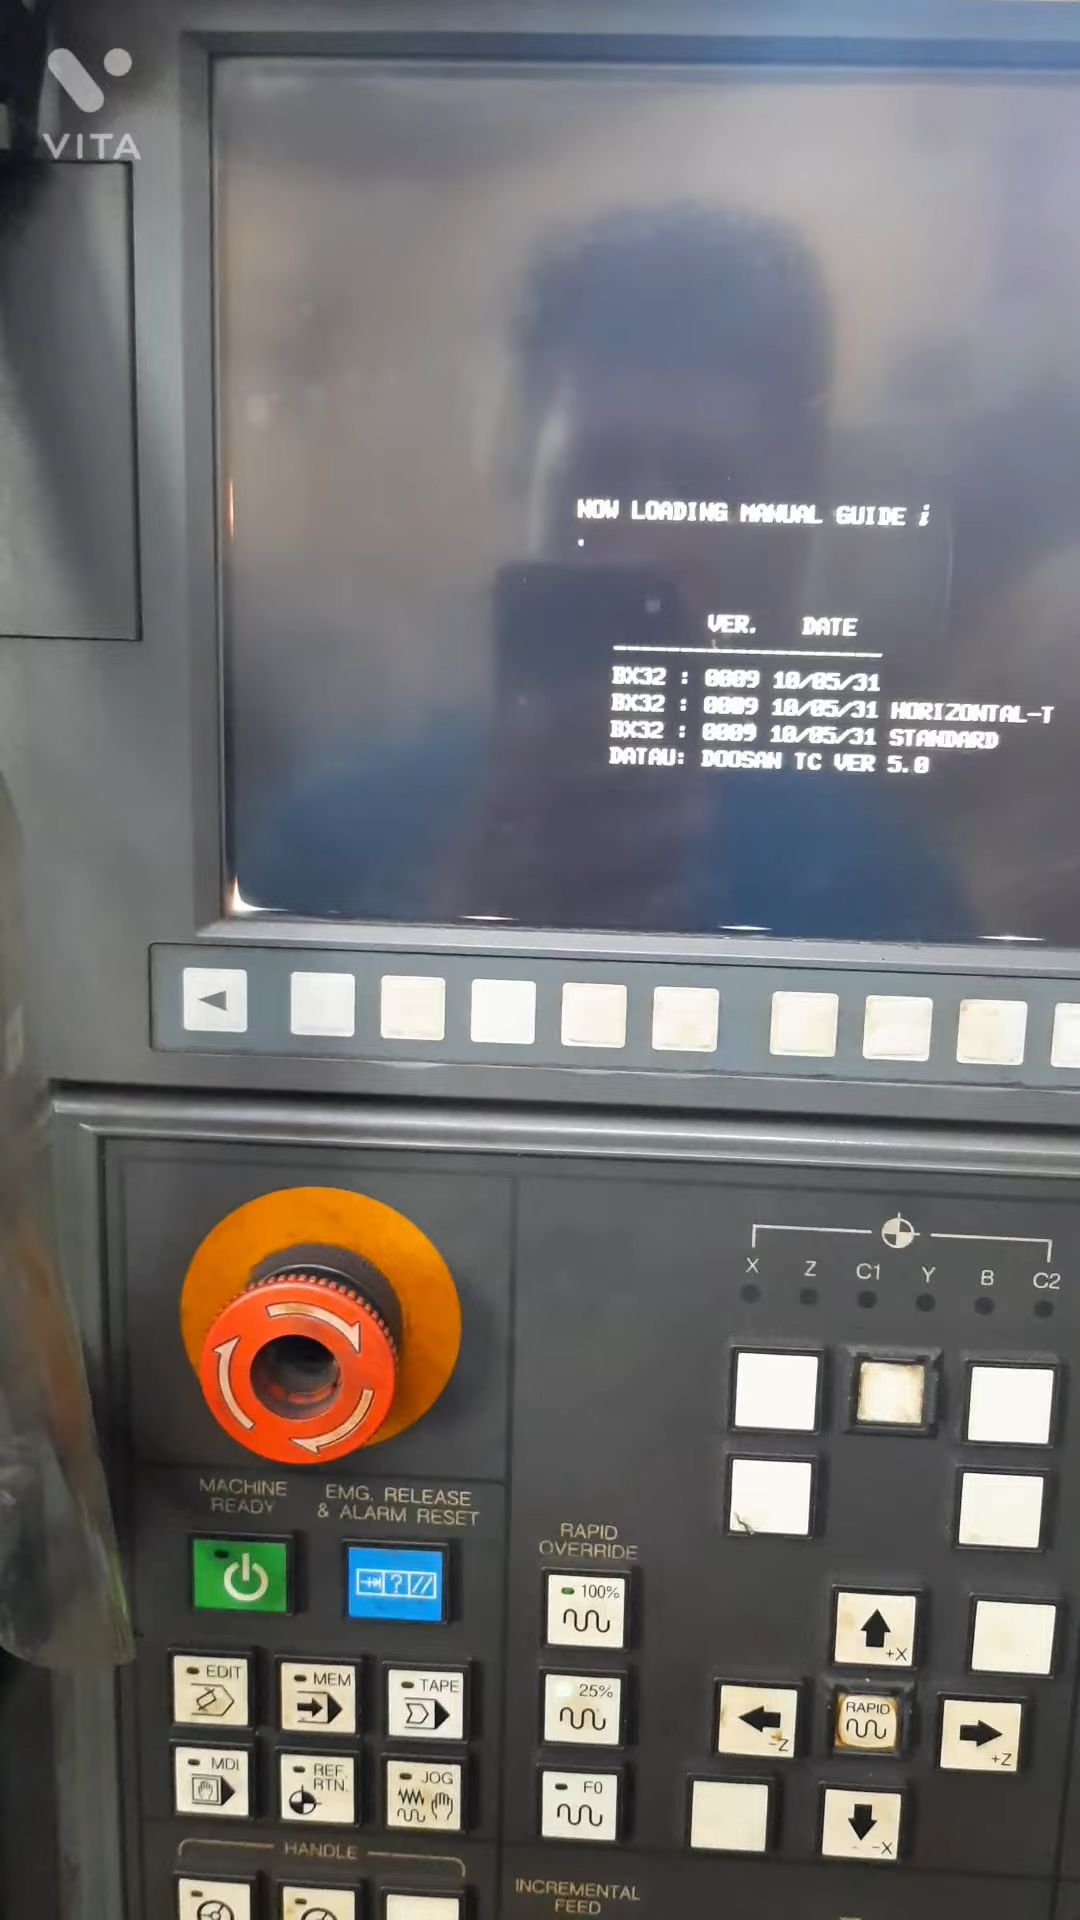 VITA
NOW LOADING MANUAL GUIDE i
.
VER. DATE
BX32 : 0009 10/05/31
BX32 : 0009 10/05/31 HORIZONTAL-T
BX32 : 0009 10/05/31 STANDARD
DATAU: DOOSAN TC VER 5.0
X Z C1 Y B C2
MACHINE READY
EMG. RELEASE & ALARM RESET
?
RAPID OVERRIDE
100%
25%
F0
EDIT
MEM
TAPE
MDI
REF. RTN.
JOG
+X
-Z
RAPID
+Z
-X
HANDLE
INCREMENTAL FEED